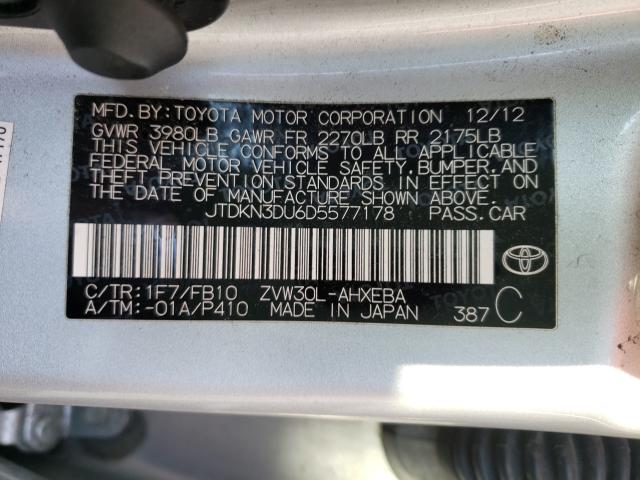 MFD. BY: TOYOTA MOTOR CORPORATION 12/12
GVWR 3980LB GAWR FR 2270LB RR 2175LB
THIS VEHICLE CONFORMS TO ALL APPLICABLE
FEDERAL MOTOR VEHICLE SAFETY, BUMPER, AND
THEFT PREVENTION STANDARDS IN EFFECT ON
THE DATE OF MANUFACTURE SHOWN ABOVE.
JTDKN3DU6D5577178 PASS. CAR
C/TR: 1F7/FB10 ZVW30L-AHXEBA
A/TM: -01A/P410 MADE IN JAPAN 387 C